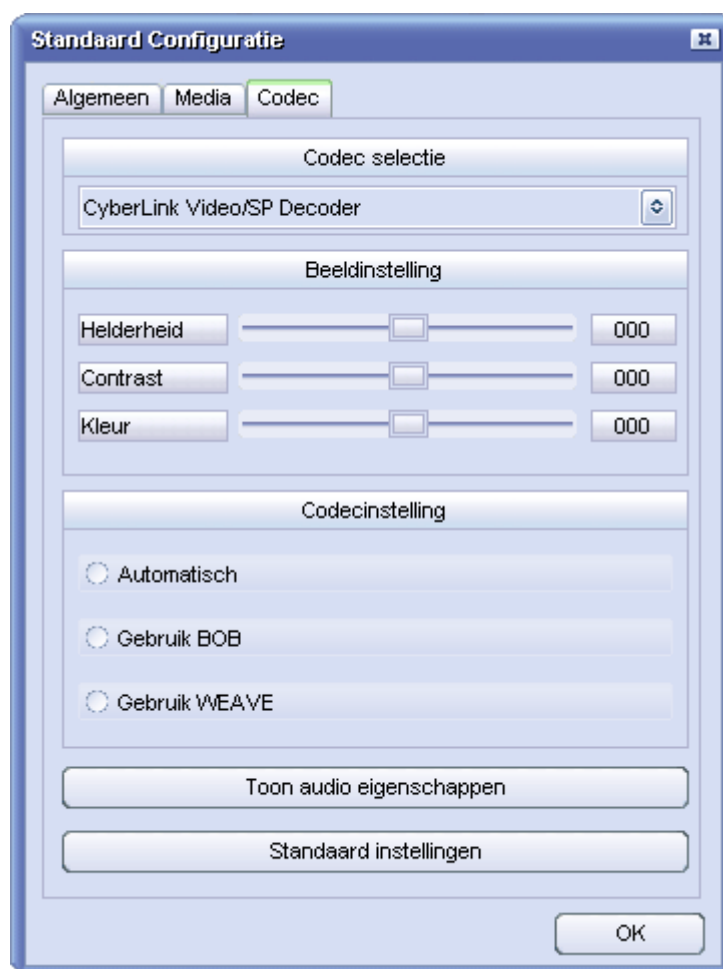 Standaard Configuratie
Algemeen Media Codec
Codec selectie
CyberLink Video/SP Decoder
Beeldinstelling
Helderheid 000
Contrast 000
Kleur 000
Codecinstelling
Automatisch
Gebruik BOB
Gebruik WEAVE
Toon audio eigenschappen
Standaard instellingen
OK